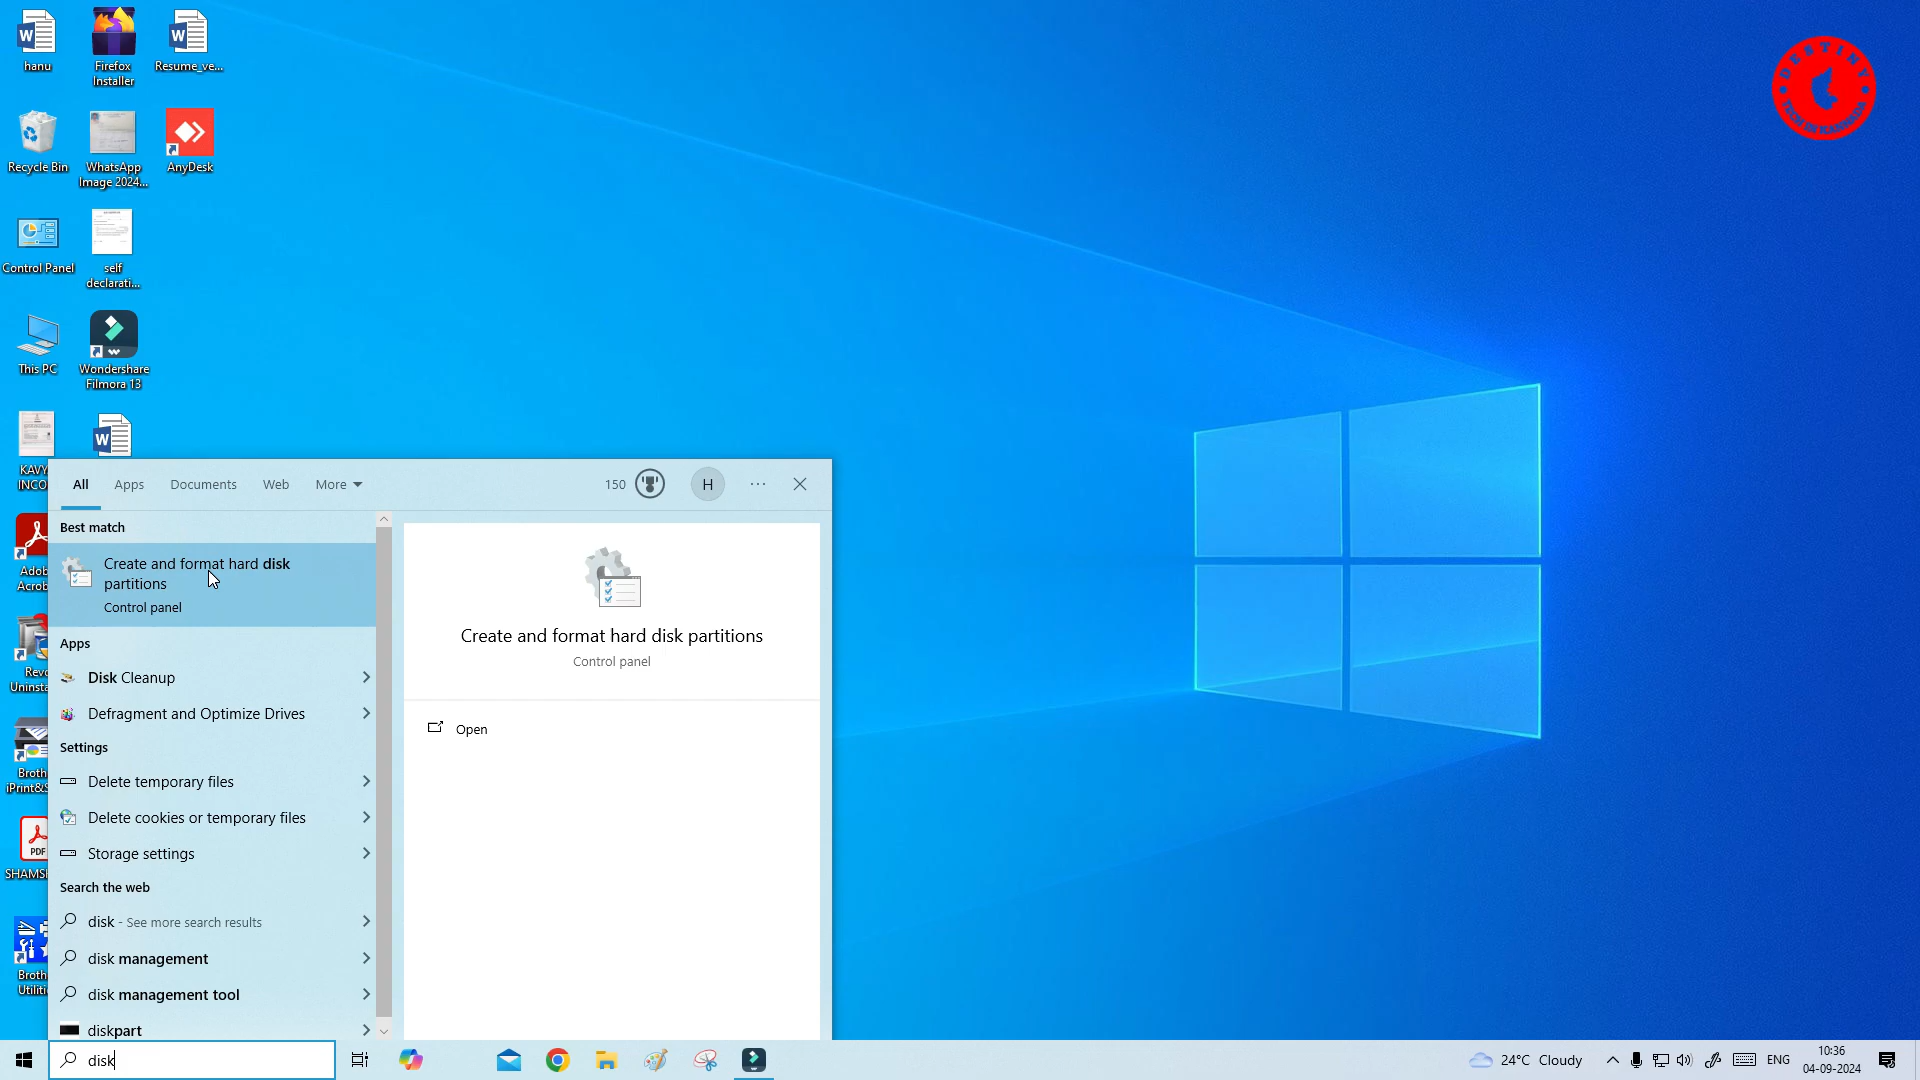 hanu
Firefox
Installer
Resume_ve...
Recycle Bin
WhatsApp
Image 2024...
AnyDesk
Control Panel
self
declarati...
This PC
Wondershare
Filmora 13
KAVY
INCO
Adob
Acrob
Revo
Uninsta
Broth
iPrint&S
PDF
SHAMSH
Broth
Utiliti
DESTINY
All
Apps
Documents
Web
More
150
H
Best match
Create and format hard disk
partitions
Control panel
Apps
Disk Cleanup
Defragment and Optimize Drives
Settings
Delete temporary files
Delete cookies or temporary files
Storage settings
Search the web
disk - See more search results
disk management
disk management tool
diskpart
Create and format hard disk partitions
Control panel
Open
disk
24°C Cloudy
ENG
10:36
04-09-2024